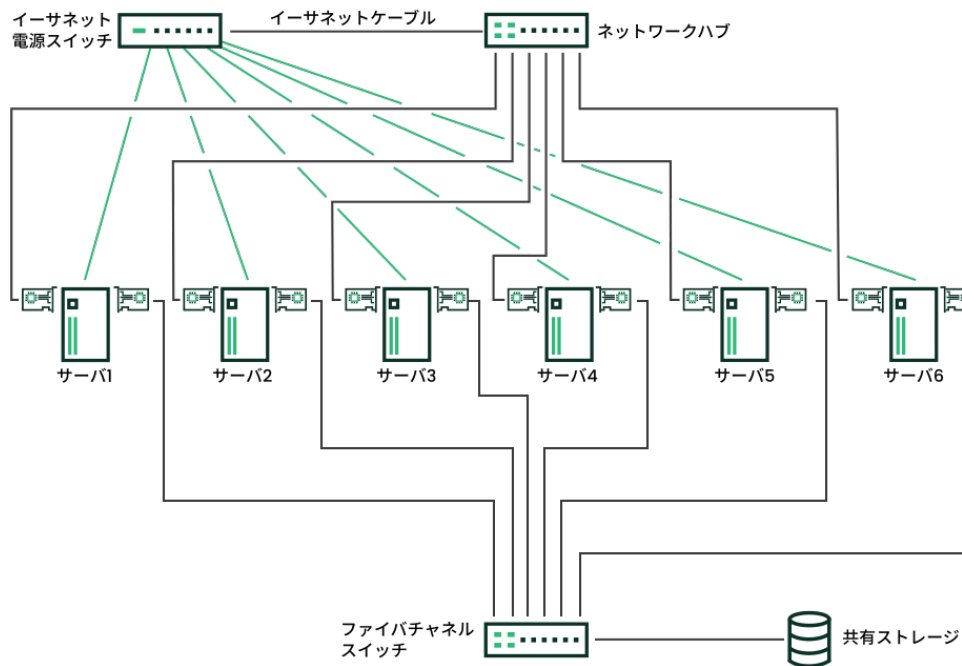 イーサネット
電源スイッチ
イーサネットケーブル
ネットワークハブ
サーバ1
サーバ2
サーバ3
サーバ4
サーバ5
サーバ6
ファイバチャネル
スイッチ
共有ストレージ